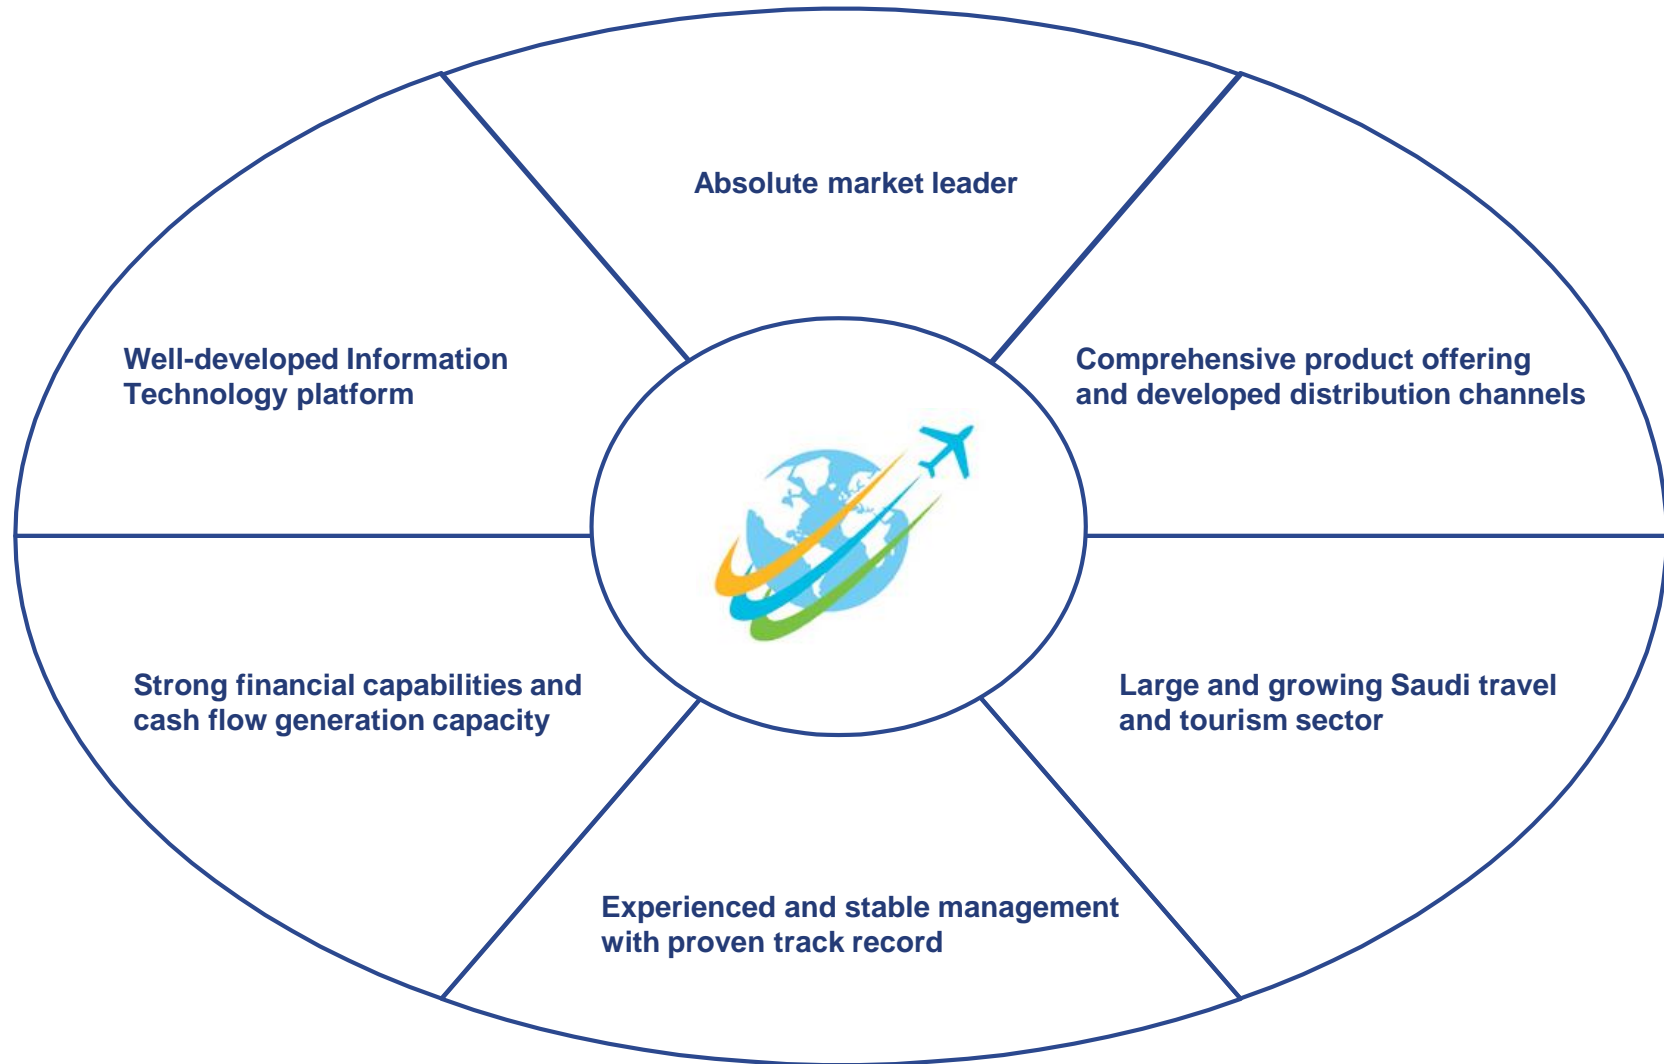 Absolute market leader
Well-developed Information
Technology platform
Comprehensive product offering
and developed distribution channels
Strong financial capabilities and
cash flow generation capacity
Large and growing Saudi travel
and tourism sector
Experienced and stable management
with proven track record